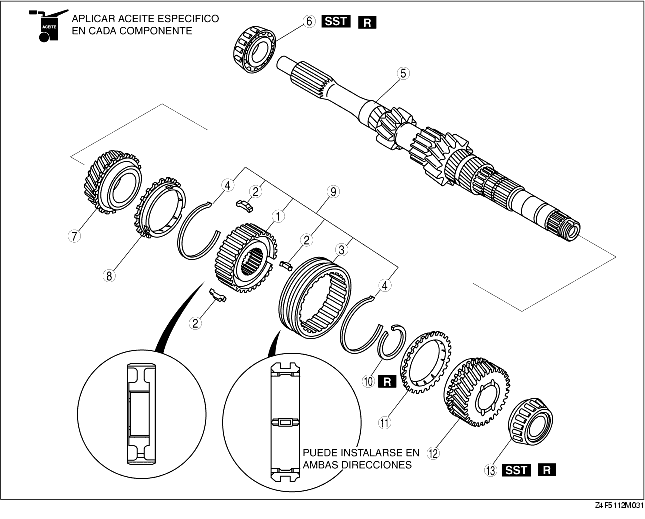 ACEITE
APLICAR ACEITE ESPECIFICO
EN CADA COMPONENTE
6 SST R
5
4
2
9
1
2
3
4
7
8
2
10 R
11
12
13 SST R
PUEDE INSTALARSE EN
AMBAS DIRECCIONES
Z4F5112M031